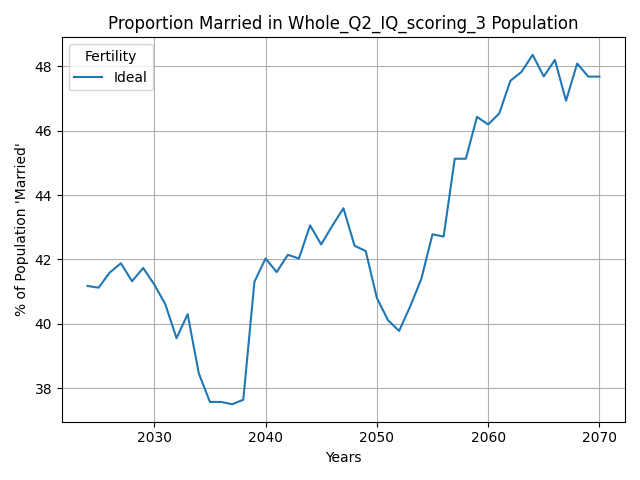 Proportion Married in Whole_Q2_IQ_scoring_3 Population
Fertility
Ideal
% of Population 'Married'
48
46
44
42
40
38
2030
2040
2050
2060
2070
Years